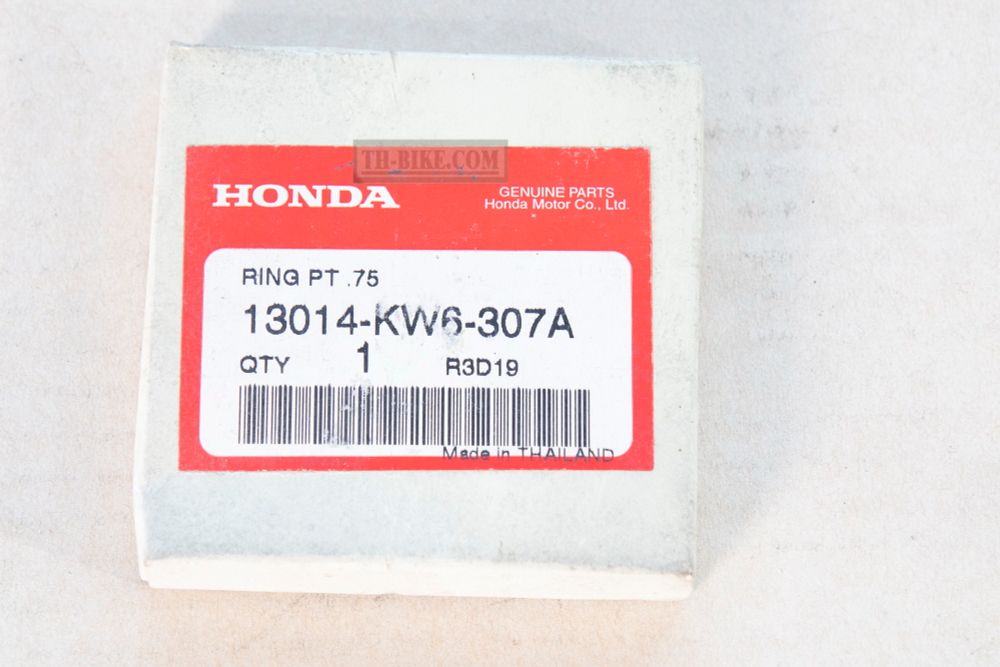 TH-BIKE.COM
HONDA
GENUINE PARTS
Honda Motor Co., Ltd.
RING PT .75
13014-KW6-307A
QTY 1 R3D19
Made in THAILAND